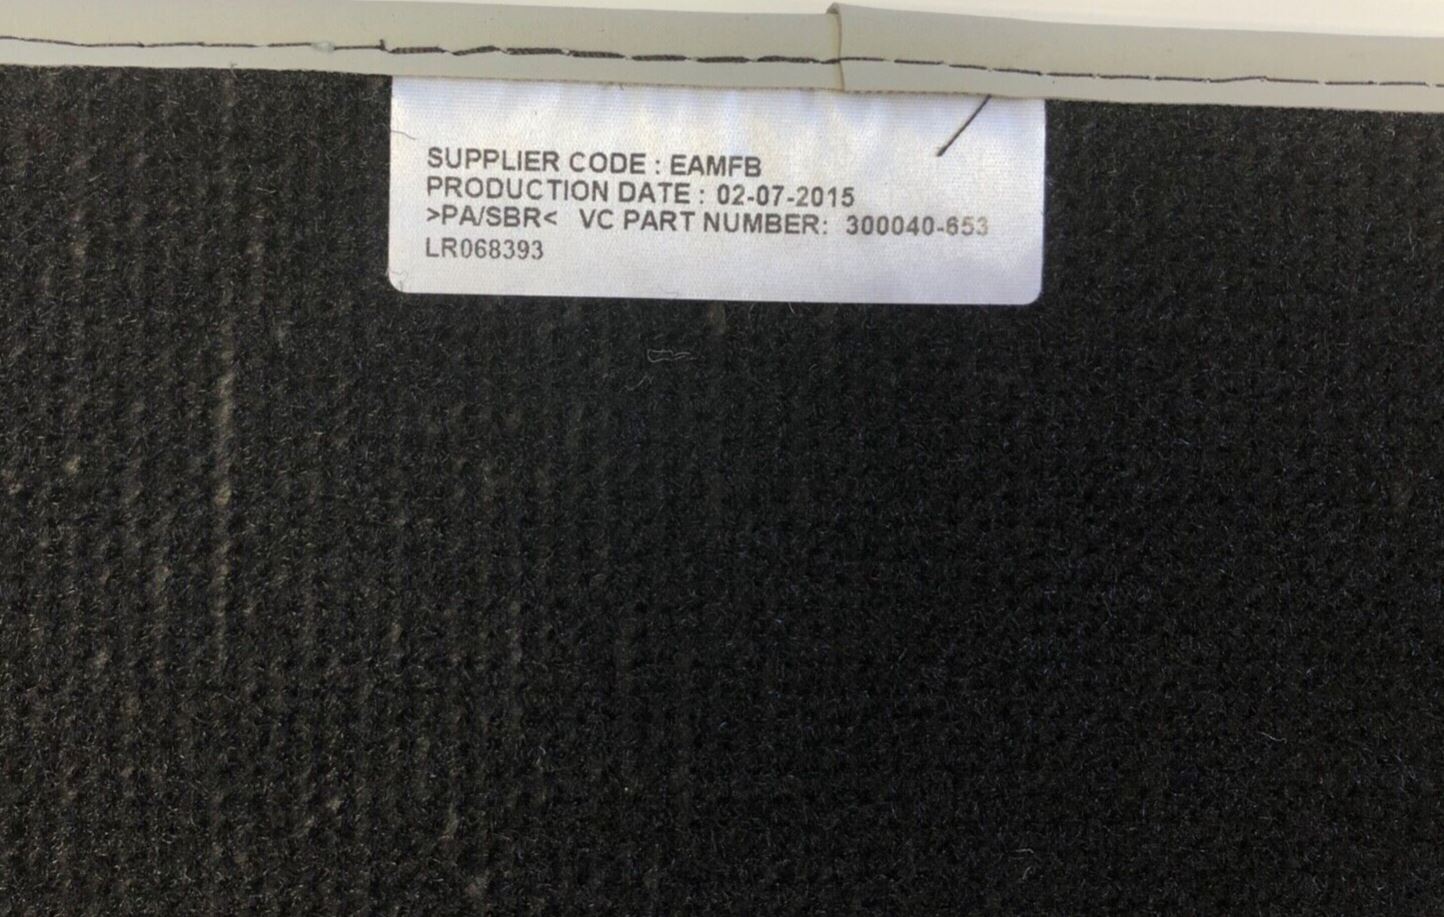 SUPPLIER CODE : EAMFB
PRODUCTION DATE : 02-07-2015
>PA/SBR< VC PART NUMBER: 300040-653
LR068393